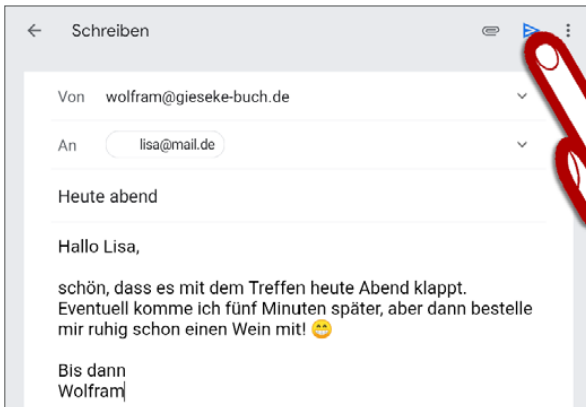 Schreiben
Von wolfram@gieseke-buch.de
An lisa@mail.de
Heute abend
Hallo Lisa,
schön, dass es mit dem Treffen heute Abend klappt.
Eventuell komme ich fünf Minuten später, aber dann bestelle
mir ruhig schon einen Wein mit! 😁
Bis dann
Wolfram